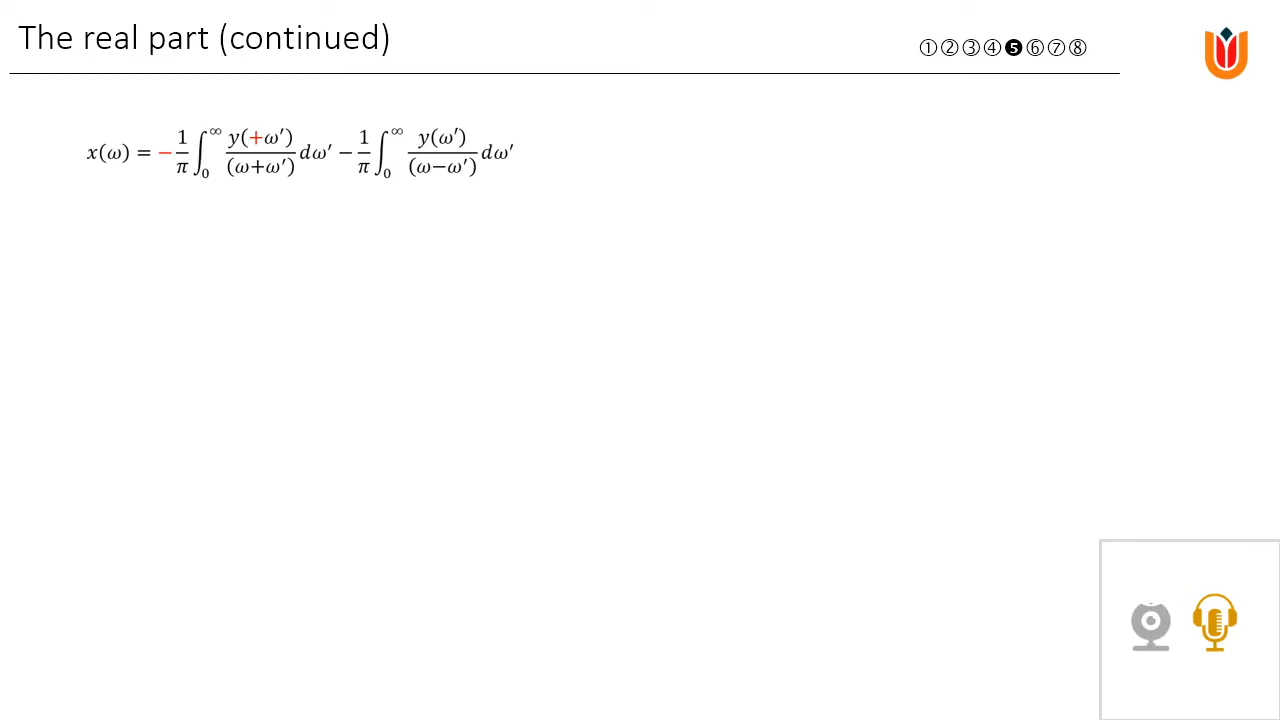 The real part (continued)
①②③④❺⑥⑦⑧
x(ω) = − 1/π ∫₀^∞ y(+ω′)/(ω+ω′) dω′ − 1/π ∫₀^∞ y(ω′)/(ω−ω′) dω′